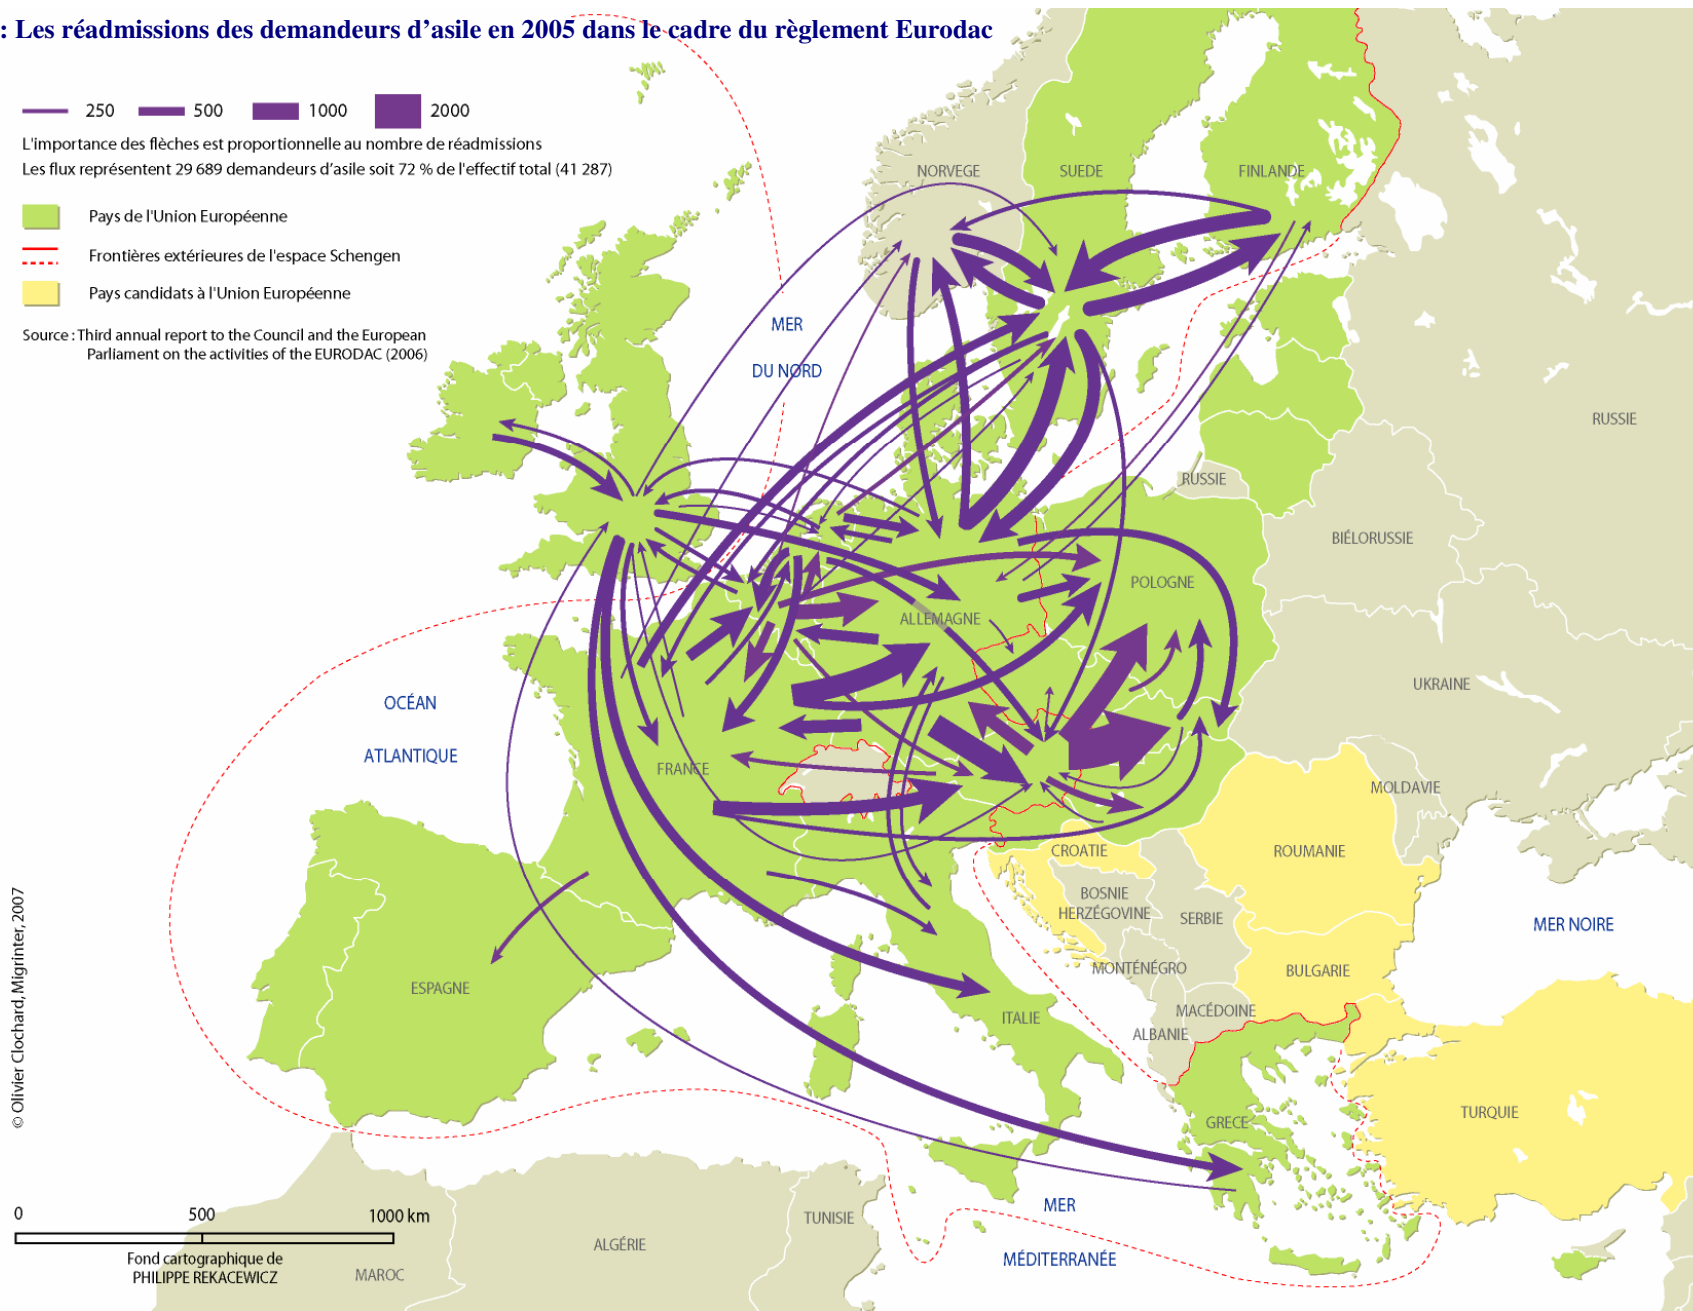 : Les réadmissions des demandeurs d’asile en 2005 dans le cadre du règlement Eurodac
250 500 1000 2000
L'importance des flèches est proportionnelle au nombre de réadmissions
Les flux représentent 29 689 demandeurs d’asile soit 72 % de l'effectif total (41 287)
Pays de l'Union Européenne
Frontières extérieures de l'espace Schengen
Pays candidats à l'Union Européenne
Source : Third annual report to the Council and the European
Parliament on the activities of the EURODAC (2006)
NORVEGE
SUEDE
FINLANDE
MER
DU NORD
RUSSIE
RUSSIE
BIÉLORUSSIE
POLOGNE
ALLEMAGNE
UKRAINE
OCÉAN
ATLANTIQUE
FRANCE
MOLDAVIE
CROATIE
ROUMANIE
BOSNIE
HERZÉGOVINE
SERBIE
MER NOIRE
MONTÉNÉGRO
BULGARIE
ESPAGNE
MACÉDOINE
ITALIE
ALBANIE
GRECE
TURQUIE
© Olivier Clochard, Migrinter, 2007
MER
MÉDITERRANÉE
TUNISIE
ALGÉRIE
MAROC
0 500 1000 km
Fond cartographique de
PHILIPPE REKACEWICZ